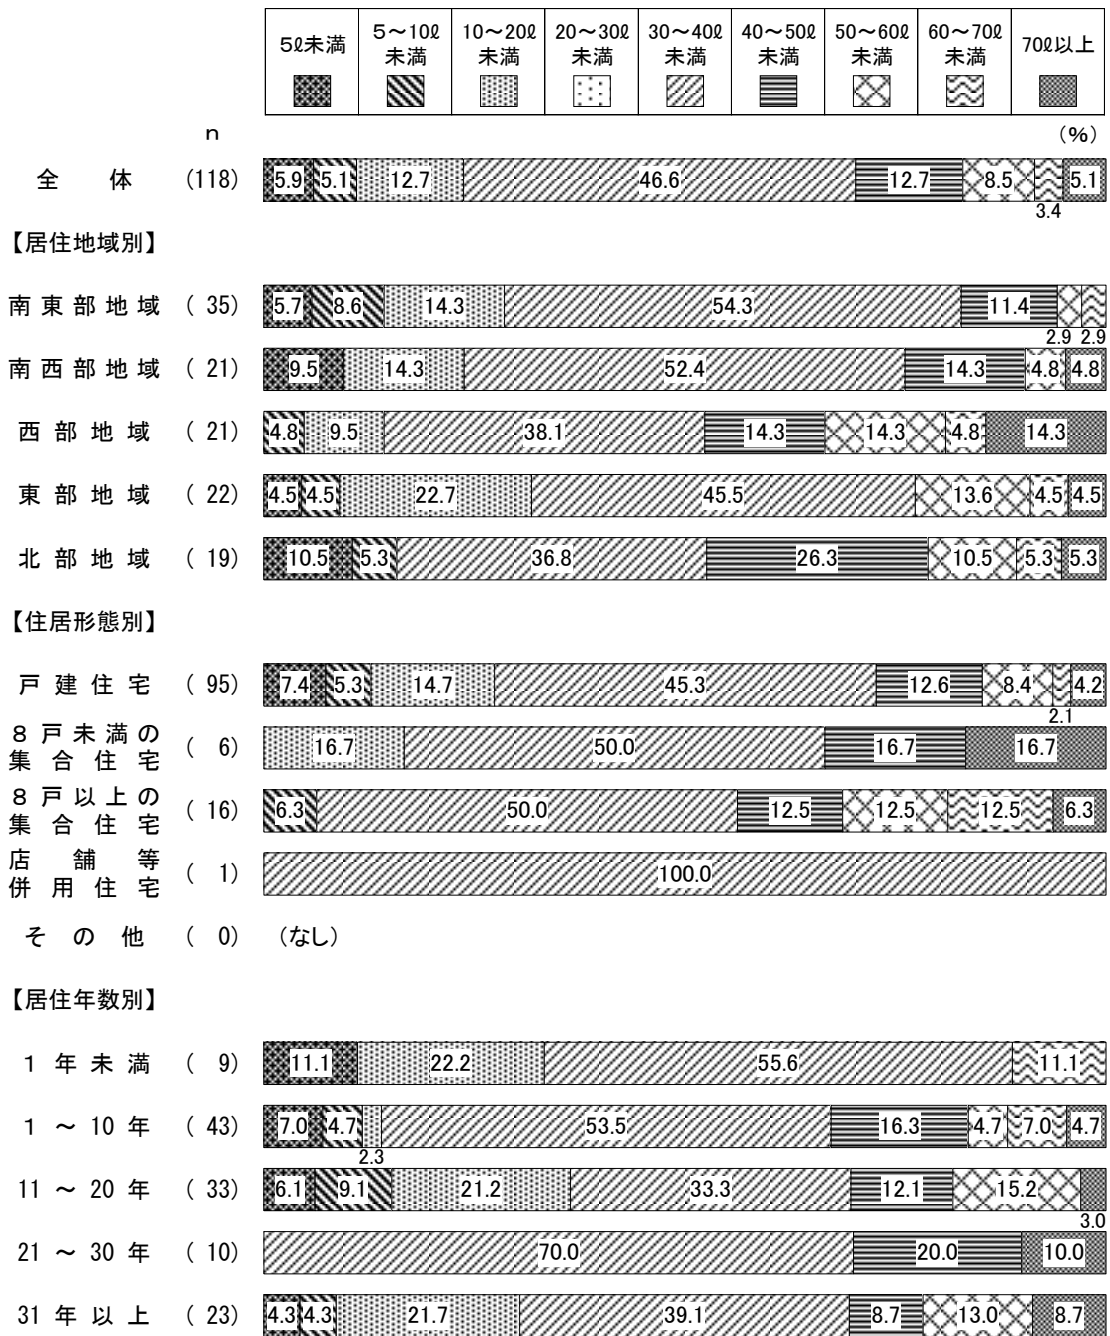 5ℓ未満 5～10ℓ未満 10～20ℓ未満 20～30ℓ未満 30～40ℓ未満 40～50ℓ未満 50～60ℓ未満 60～70ℓ未満 70ℓ以上
n (%)
全体 (118) 5.9 5.1 12.7 46.6 12.7 8.5 3.4 5.1
【居住地域別】
南東部地域 ( 35) 5.7 8.6 14.3 54.3 11.4 2.9 2.9
南西部地域 ( 21) 9.5 14.3 52.4 14.3 4.8 4.8
西部地域 ( 21) 4.8 9.5 38.1 14.3 14.3 4.8 14.3
東部地域 ( 22) 4.5 4.5 22.7 45.5 13.6 4.5 4.5
北部地域 ( 19) 10.5 5.3 36.8 26.3 10.5 5.3 5.3
【住居形態別】
戸建住宅 ( 95) 7.4 5.3 14.7 45.3 12.6 8.4 2.1 4.2
8戸未満の
集合住宅 ( 6) 16.7 50.0 16.7 16.7
8戸以上の
集合住宅 ( 16) 6.3 50.0 12.5 12.5 12.5 6.3
店舗等
併用住宅 ( 1) 100.0
その他 ( 0) (なし)
【居住年数別】
1年未満 ( 9) 11.1 22.2 55.6 11.1
1～10年 ( 43) 7.0 4.7 2.3 53.5 16.3 4.7 7.0 4.7
11～20年 ( 33) 6.1 9.1 21.2 33.3 12.1 15.2 3.0
21～30年 ( 10) 70.0 20.0 10.0
31年以上 ( 23) 4.3 4.3 21.7 39.1 8.7 13.0 8.7